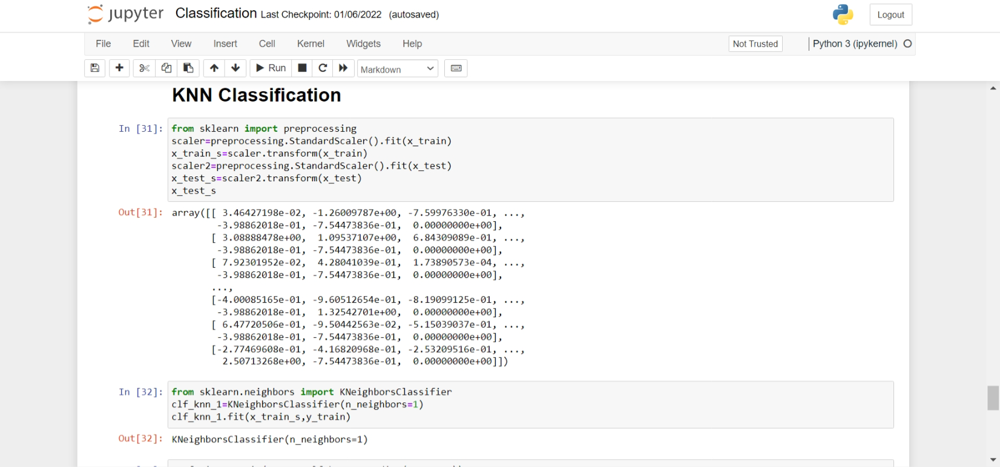 jupyter Classification Last Checkpoint: 01/06/2022 (autosaved)
Logout
File Edit View Insert Cell Kernel Widgets Help
Not Trusted
Python 3 (ipykernel)
Run
Markdown
KNN Classification
In [31]: from sklearn import preprocessing
scaler=preprocessing.StandardScaler().fit(x_train)
x_train_s=scaler.transform(x_train)
scaler2=preprocessing.StandardScaler().fit(x_test)
x_test_s=scaler2.transform(x_test)
x_test_s
Out[31]: array([[ 3.46427198e-02, -1.26009787e+00, -7.59976330e-01, ...,
-3.98862018e-01, -7.54473836e-01, 0.00000000e+00],
[ 3.08888478e+00, 1.09537107e+00, 6.84309089e-01, ...,
-3.98862018e-01, -7.54473836e-01, 0.00000000e+00],
[ 7.92301952e-02, 4.28041039e-01, 1.73890573e-04, ...,
-3.98862018e-01, -7.54473836e-01, 0.00000000e+00],
...,
[-4.00085165e-01, -9.60512654e-01, -8.19099125e-01, ...,
-3.98862018e-01, 1.32542701e+00, 0.00000000e+00],
[ 6.47720506e-01, -9.50442563e-02, -5.15039037e-01, ...,
-3.98862018e-01, -7.54473836e-01, 0.00000000e+00],
[-2.77469608e-01, -4.16820968e-01, -2.53209516e-01, ...,
2.50713268e+00, -7.54473836e-01, 0.00000000e+00]])
In [32]: from sklearn.neighbors import KNeighborsClassifier
clf_knn_1=KNeighborsClassifier(n_neighbors=1)
clf_knn_1.fit(x_train_s,y_train)
Out[32]: KNeighborsClassifier(n_neighbors=1)